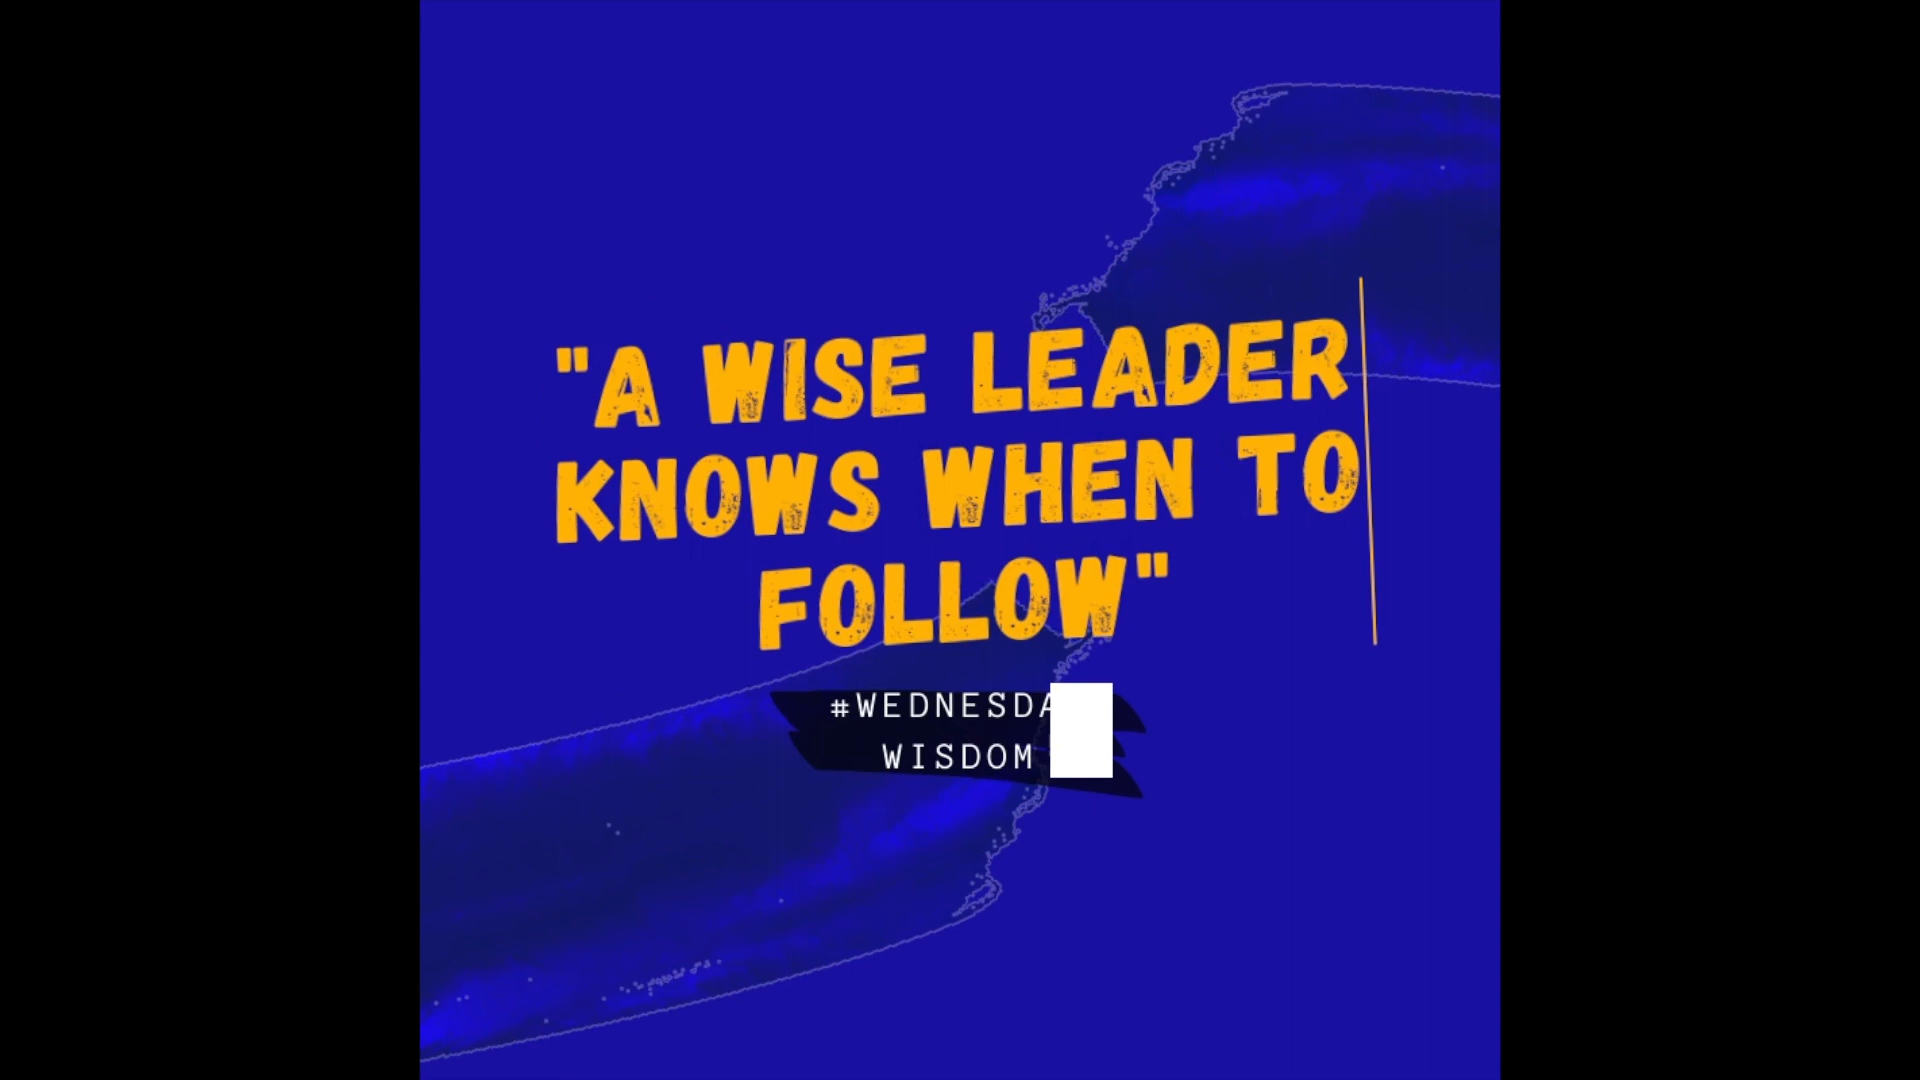 "A WISE LEADER
KNOWS WHEN TO
FOLLOW"
#WEDNESDA
WISDOM